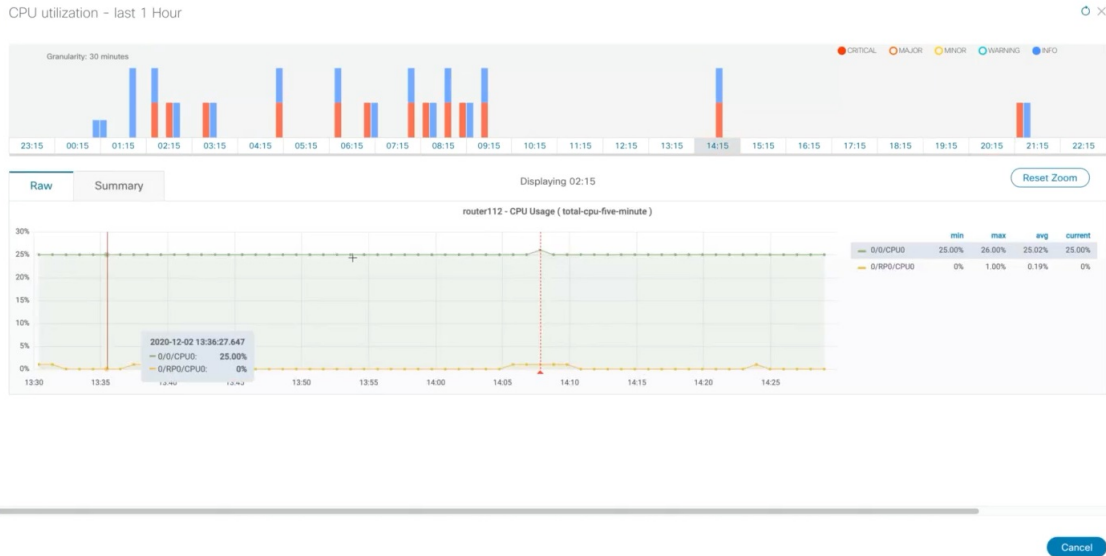 CPU utilization - last 1 Hour
Granularity: 30 minutes
CRITICAL MAJOR MINOR WARNING INFO
23:15 00:15 01:15 02:15 03:15 04:15 05:15 06:15 07:15 08:15 09:15 10:15 11:15 12:15 13:15 14:15 15:15 16:15 17:15 18:15 19:15 20:15 21:15 22:15
Raw Summary Displaying 02:15 Reset Zoom
router112 - CPU Usage ( total-cpu-five-minute )
30%
25%
20%
15%
10%
5%
0%
13:30 13:35 13:40 13:45 13:50 13:55 14:00 14:05 14:10 14:15 14:20 14:25
2020-12-02 13:36:27.647
0/0/CPU0: 25.00%
0/RP0/CPU0: 0%
min max avg current
0/0/CPU0 25.00% 26.00% 25.02% 25.00%
0/RP0/CPU0 0% 1.00% 0.19% 0%
Cancel